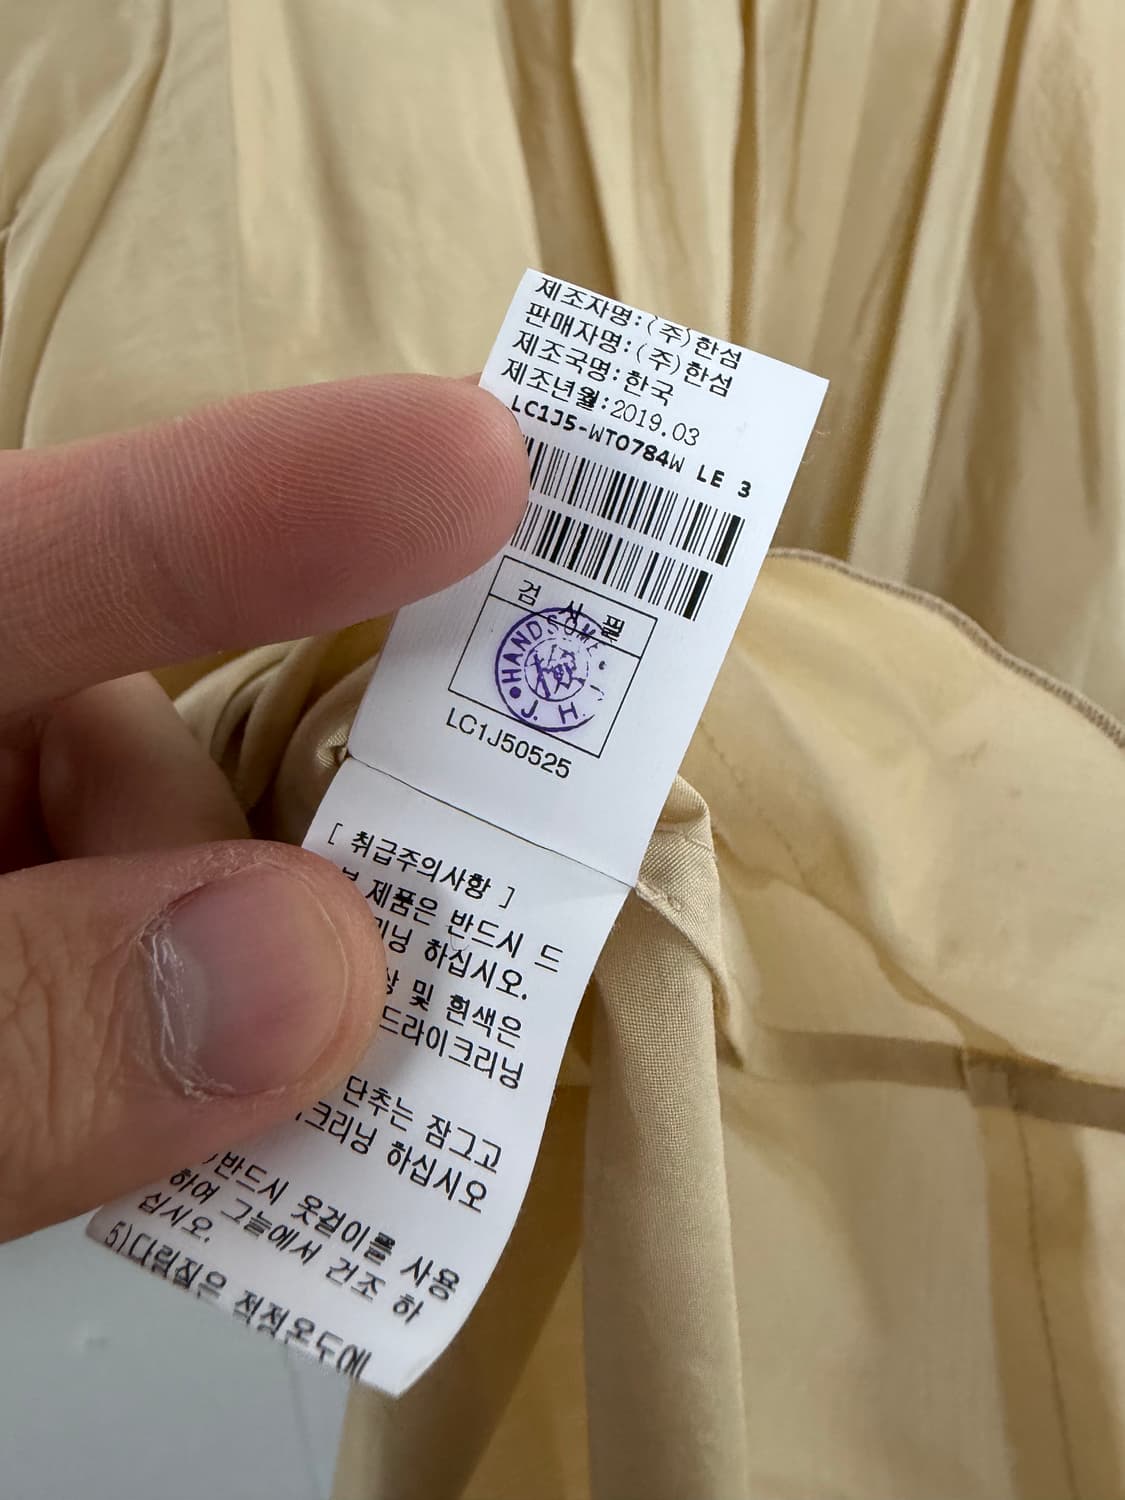 제조자명:(주)한섬
판매자명:(주)한섬
제조국명:한국
제조년월:2019.03
LC1J5-WTO784W LE 3
검 사 필
HANDSOME
J. H.
LC1J50525
[ 취급주의사항 ]
제품은 반드시 드
닝 하십시오.
및 흰색은
드라이크리닝
단추는 잠그고
크리닝 하십시오
반드시 옷걸이를 사용
하여 그늘에서 건조 하
십시오.
5)다림질은 적정온도에